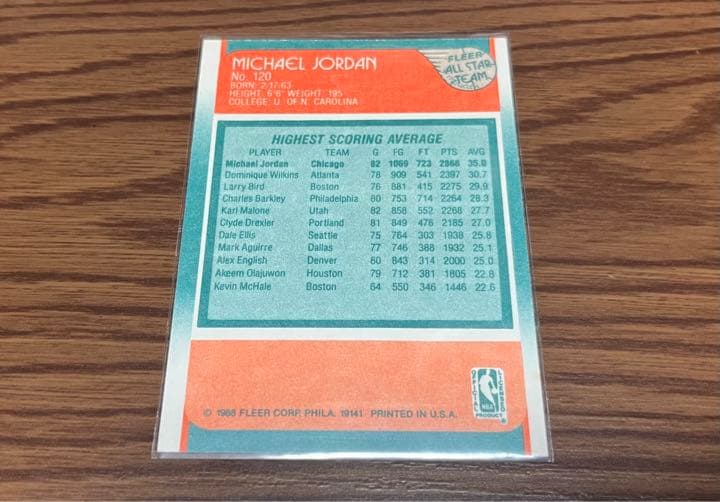 MICHAEL JORDAN
No. 120
BORN: 2/17/63
HEIGHT: 6'6" WEIGHT: 195
COLLEGE: U. OF N. CAROLINA
FLEER
ALL STAR
TEAM
HIGHEST SCORING AVERAGE
PLAYER TEAM G FG FT PTS AVG
Michael Jordan Chicago 82 1069 723 2868 35.0
Dominique Wilkins Atlanta 78 909 541 2397 30.7
Larry Bird Boston 76 881 415 2275 29.9
Charles Barkley Philadelphia 80 753 714 2264 28.3
Karl Malone Utah 82 858 552 2268 27.7
Clyde Drexler Portland 81 849 476 2185 27.0
Dale Ellis Seattle 75 764 303 1938 25.8
Mark Aguirre Dallas 77 746 388 1932 25.1
Alex English Denver 80 843 314 2000 25.0
Akeem Olajuwon Houston 79 712 381 1805 22.8
Kevin McHale Boston 64 550 346 1446 22.6
OFFICIAL LICENSED
NBA
PRODUCT
© 1988 FLEER CORP. PHILA. 19141 PRINTED IN U.S.A.